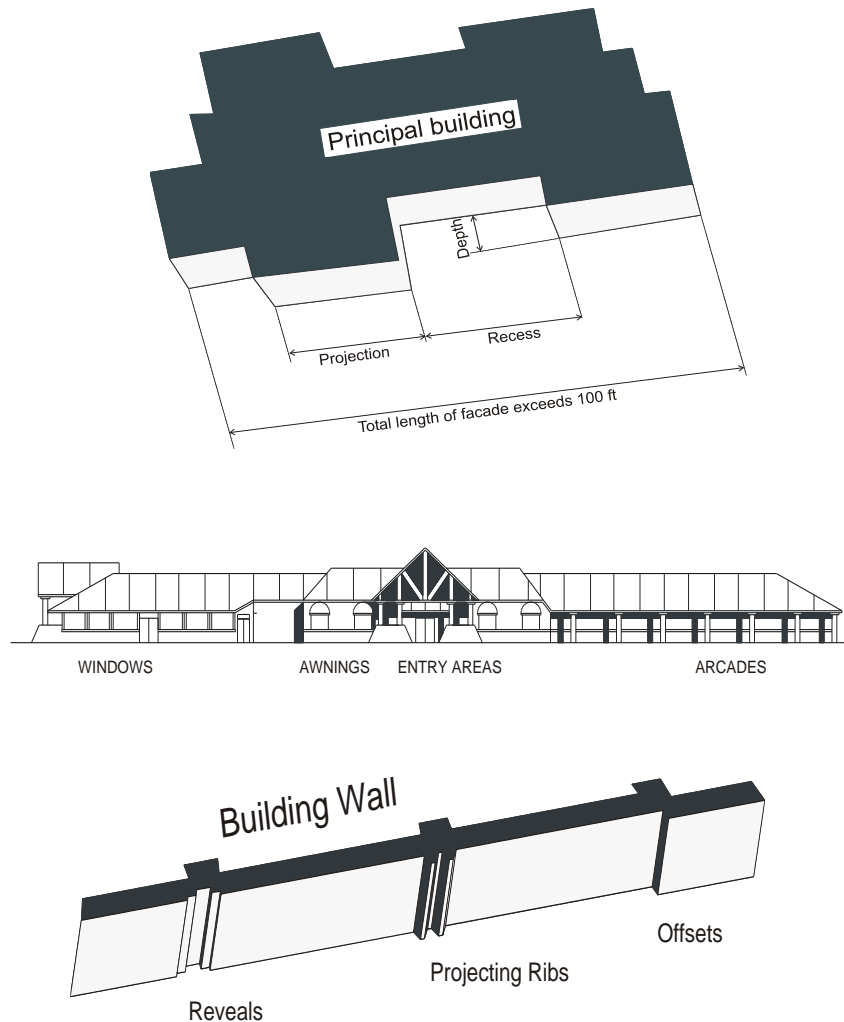 Principal building
Depth
Recess
Projection
Total length of facade exceeds 100 ft
WINDOWS AWNINGS ENTRY AREAS ARCADES
Building Wall
Offsets
Projecting Ribs
Reveals